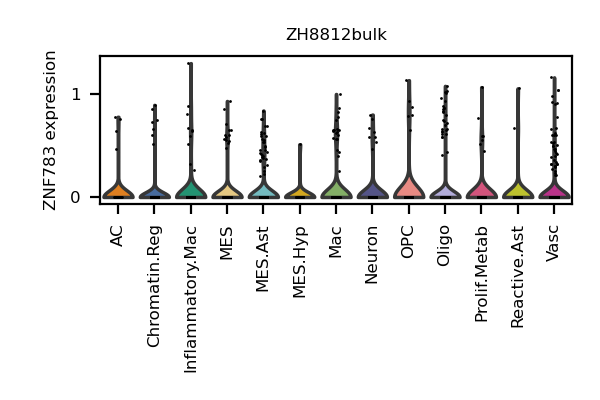 ZH8812bulk
ZNF783 expression
1
0
AC
Chromatin.Reg
Inflammatory.Mac
MES
MES.Ast
MES.Hyp
Mac
Neuron
OPC
Oligo
Prolif.Metab
Reactive.Ast
Vasc